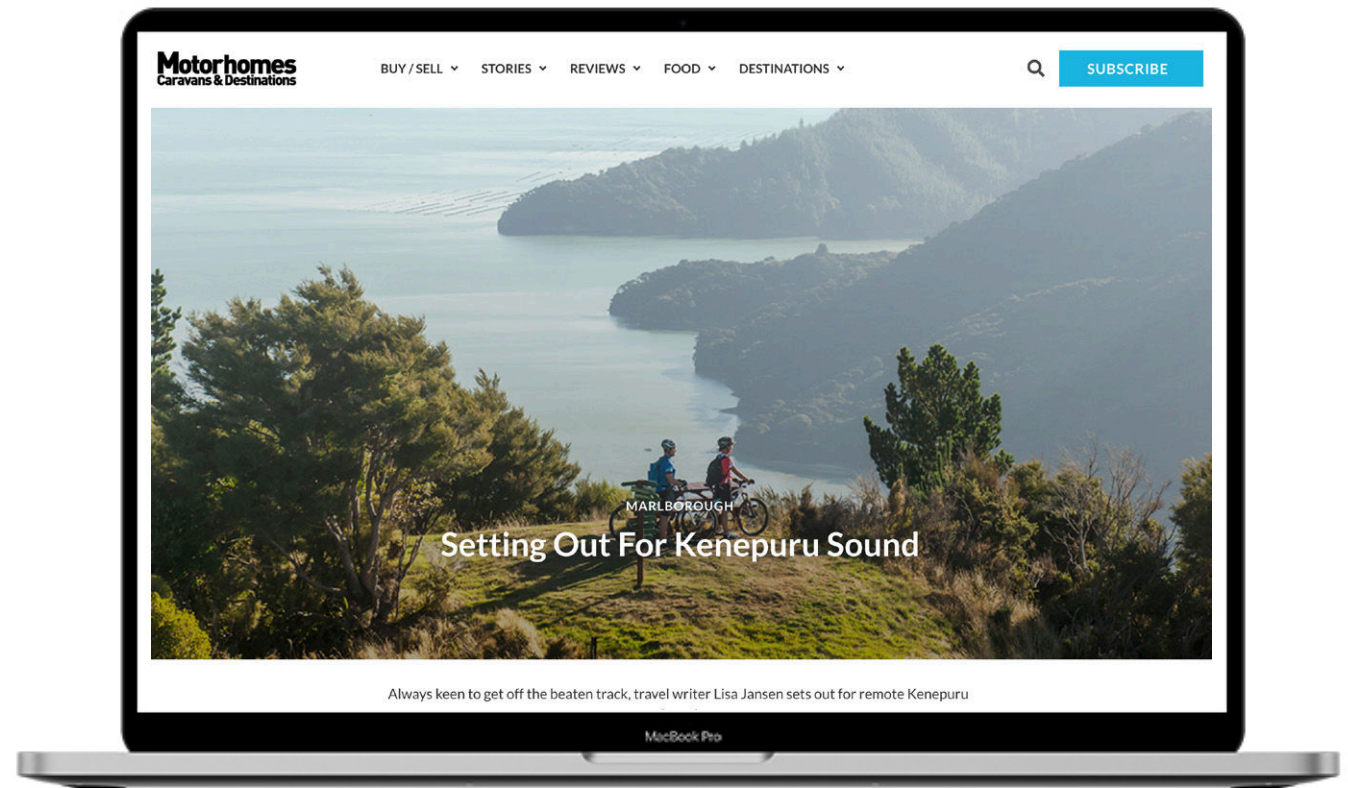 Motorhomes
Caravans & Destinations
BUY / SELL STORIES REVIEWS FOOD DESTINATIONS
SUBSCRIBE
MARLBOROUGH
Setting Out For Kenepuru Sound
Always keen to get off the beaten track, travel writer Lisa Jansen sets out for remote Kenepuru
MacBook Pro